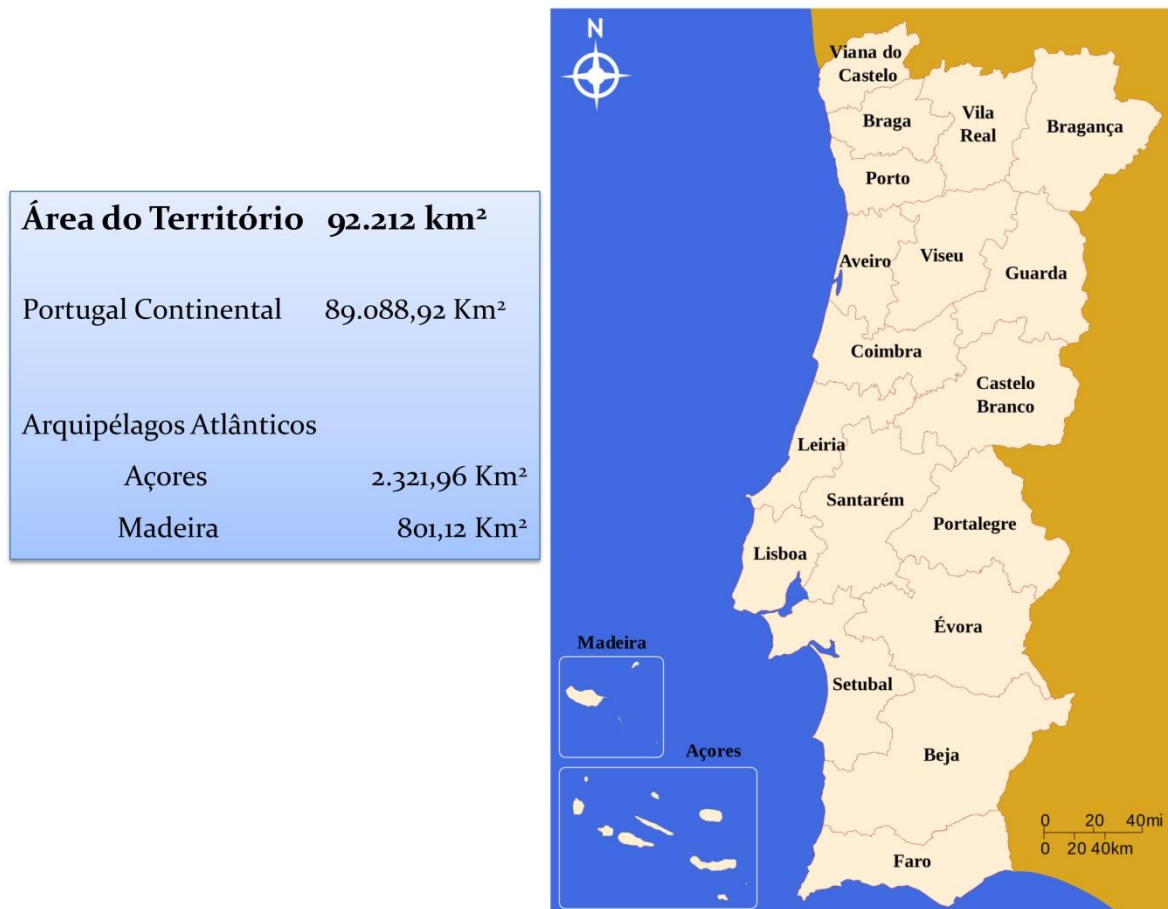 Área do Território 92.212 km²
Portugal Continental 89.088,92 Km²
Arquipélagos Atlânticos
Açores 2.321,96 Km²
Madeira 801,12 Km²
N
Viana do
Castelo
Braga
Vila
Real
Bragança
Porto
Aveiro
Viseu
Guarda
Coimbra
Castelo
Branco
Leiria
Santarém
Portalegre
Lisboa
Évora
Setubal
Beja
Faro
Madeira
Açores
0 20 40mi
0 20 40km